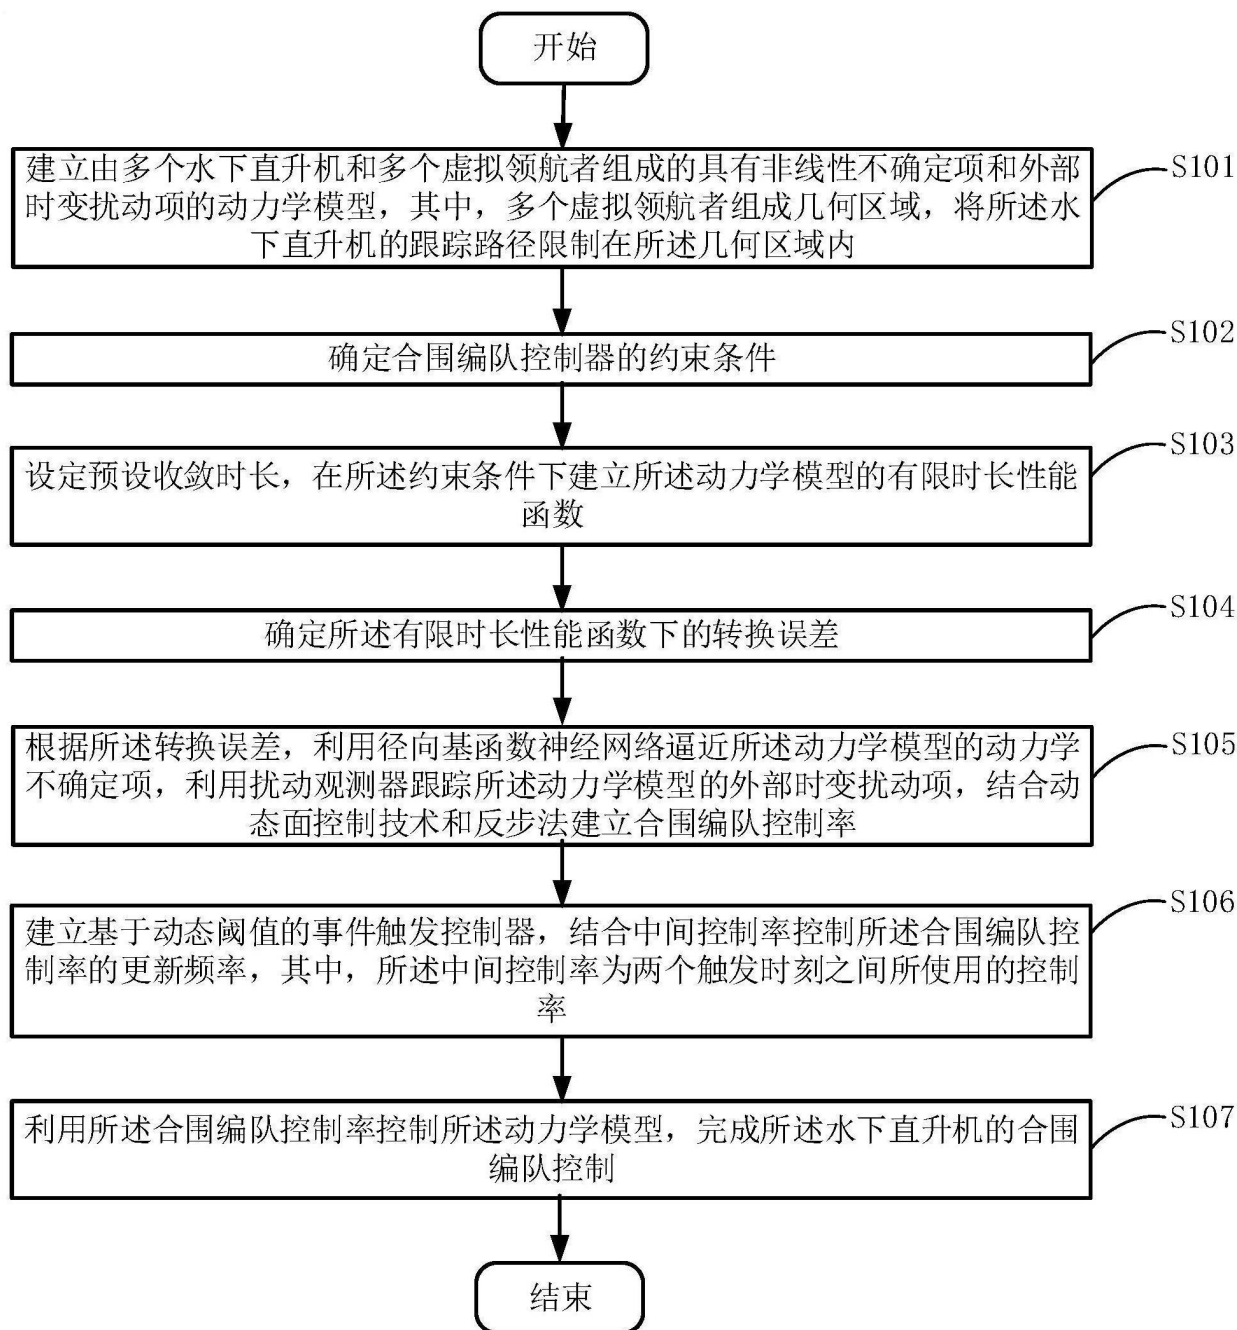 开始
建立由多个水下直升机和多个虚拟领航者组成的具有非线性不确定项和外部
时变扰动项的动力学模型，其中，多个虚拟领航者组成几何区域，将所述水
下直升机的跟踪路径限制在所述几何区域内
S101
确定合围编队控制器的约束条件
S102
设定预设收敛时长，在所述约束条件下建立所述动力学模型的有限时长性能
函数
S103
确定所述有限时长性能函数下的转换误差
S104
根据所述转换误差，利用径向基函数神经网络逼近所述动力学模型的动力学
不确定项，利用扰动观测器跟踪所述动力学模型的外部时变扰动项，结合动
态面控制技术和反步法建立合围编队控制率
S105
建立基于动态阈值的事件触发控制器，结合中间控制率控制所述合围编队控
制率的更新频率，其中，所述中间控制率为两个触发时刻之间所使用的控制
率
S106
利用所述合围编队控制率控制所述动力学模型，完成所述水下直升机的合围
编队控制
S107
结束